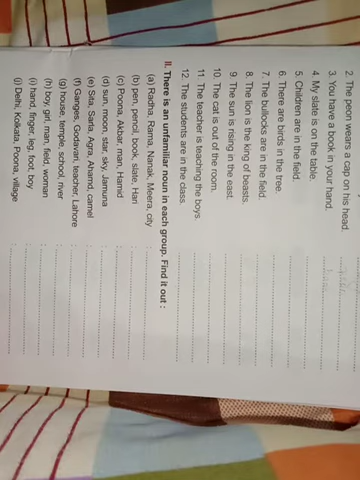 2. The peon wears a cap on his head.
3. You have a book in your hand.
4. My slate is on the table.
5. Children are in the field.
6. There are birds in the tree.
7. The bullocks are in the field.
8. The lion is the king of beasts.
9 The sun is rising in the east.
10. The cat is out of the room.
11 The teacher is teaching the boys.
12. The students are in the class.
II. There is an unfamiliar noun in each group. Find it out :
(a) Radha, Rama, Nanak, Meera, city :
(b) pen, pencil, book, slate, Hari :
(c) Poona, Akbar, man, Hamid :
(d) sun, moon, star, sky, Jamuna :
(e) Sita, Sarla, Agra, Anand, camel :
(f) Ganges, Godavari, teacher, Lahore :
(g) house, temple, school, river :
(h) boy, girl, man, field, woman :
(i) hand, finger, leg, foot, boy :
(j) Delhi, Kolkata, Poona, village :